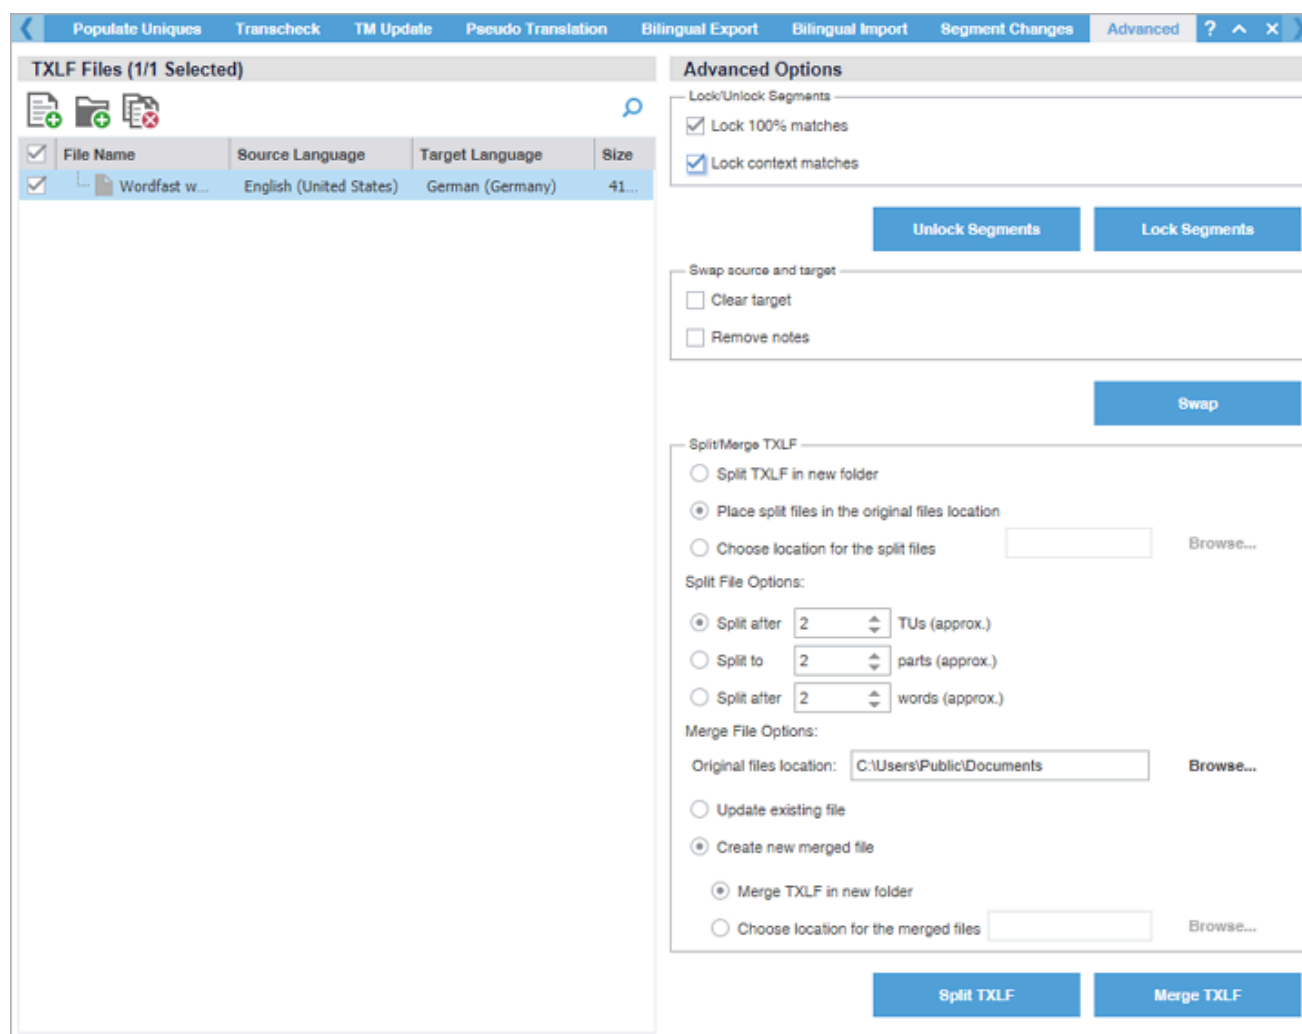 Populate Uniques Transcheck TM Update Pseudo Translation Bilingual Export Bilingual Import Segment Changes Advanced ?
TXLF Files (1/1 Selected)
File Name Source Language Target Language Size
Wordfast w... English (United States) German (Germany) 41...
Advanced Options
Lock/Unlock Segments
Lock 100% matches
Lock context matches
Unlock Segments Lock Segments
Swap source and target
Clear target
Remove notes
Swap
Split/Merge TXLF
Split TXLF in new folder
Place split files in the original files location
Choose location for the split files Browse...
Split File Options:
Split after 2 TUs (approx.)
Split to 2 parts (approx.)
Split after 2 words (approx.)
Merge File Options:
Original files location: C:\Users\Public\Documents Browse...
Update existing file
Create new merged file
Merge TXLF in new folder
Choose location for the merged files Browse...
Split TXLF Merge TXLF